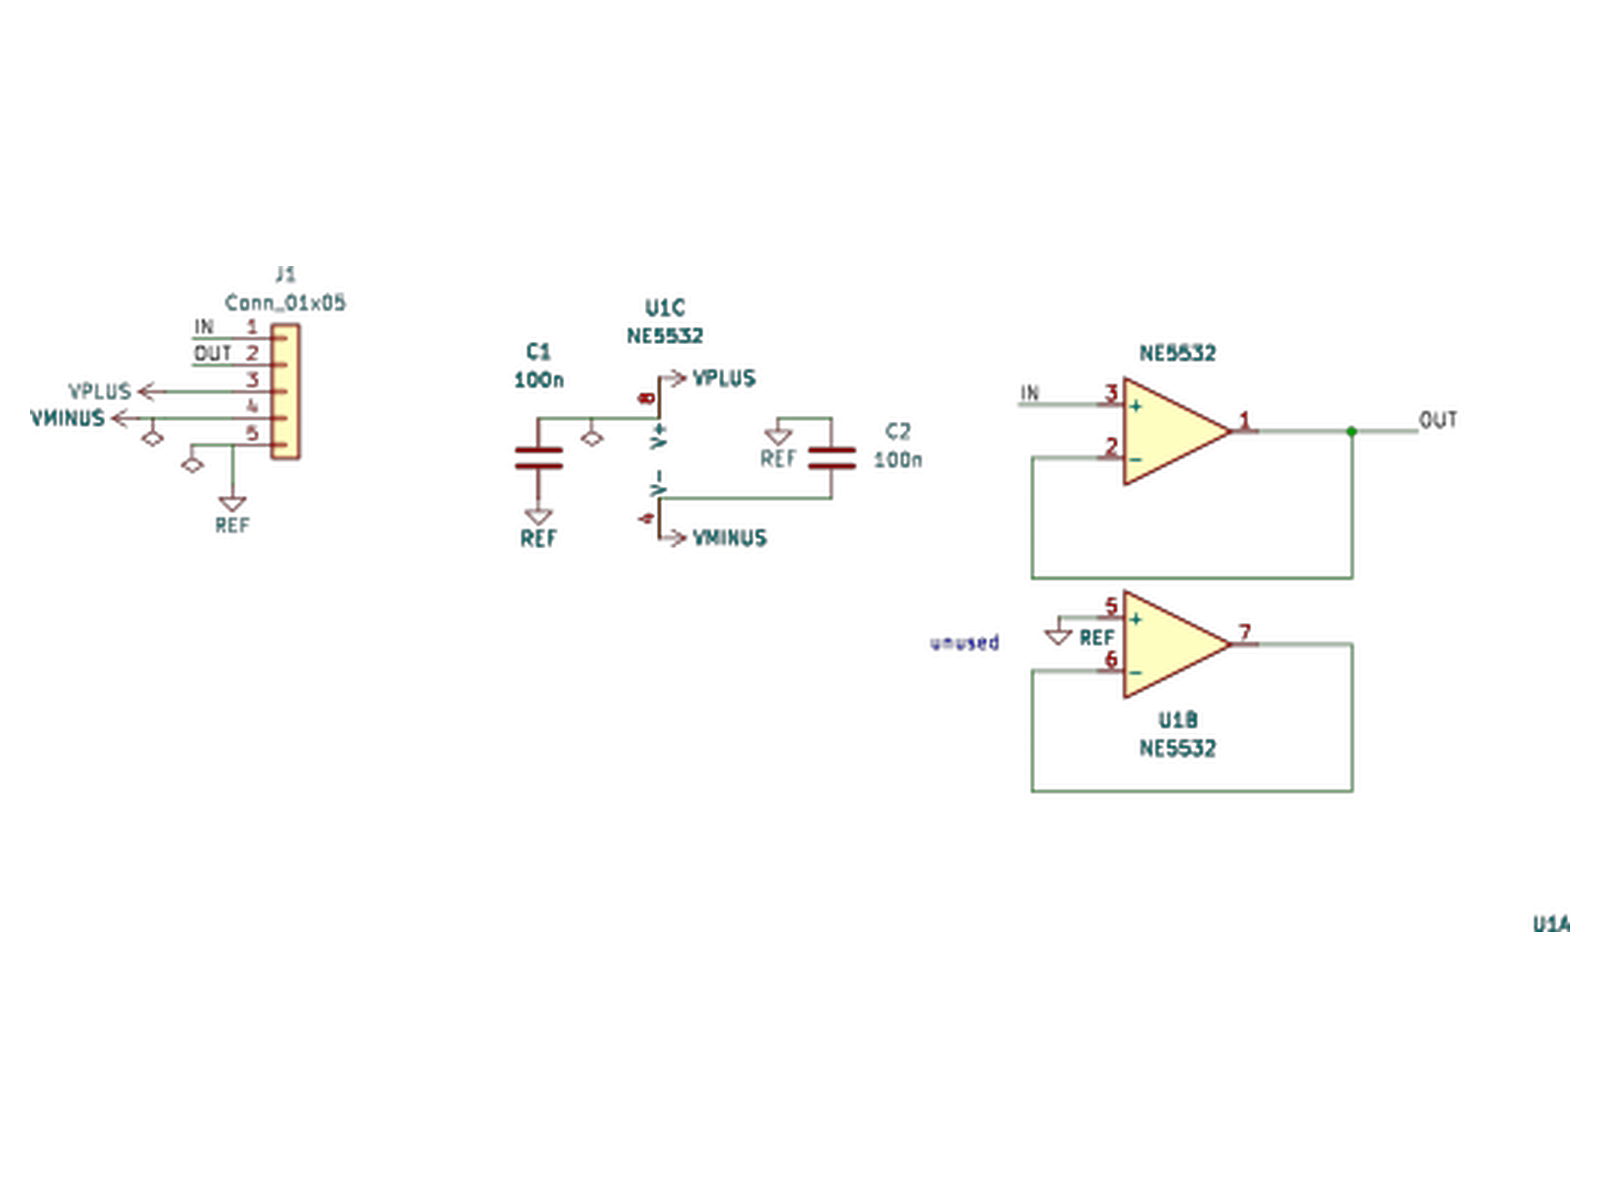 J1
Conn_01x05
IN 1
OUT 2
VPLUS 3
VMINUS 4
5
REF
U1C
NE5532
C1
100n
8
VPLUS
V+
V-
4
VMINUS
REF
REF
C2
100n
NE5532
IN
3
+
2
-
1
OUT
unused
5
+
REF
6
-
7
U1B
NE5532
U1A